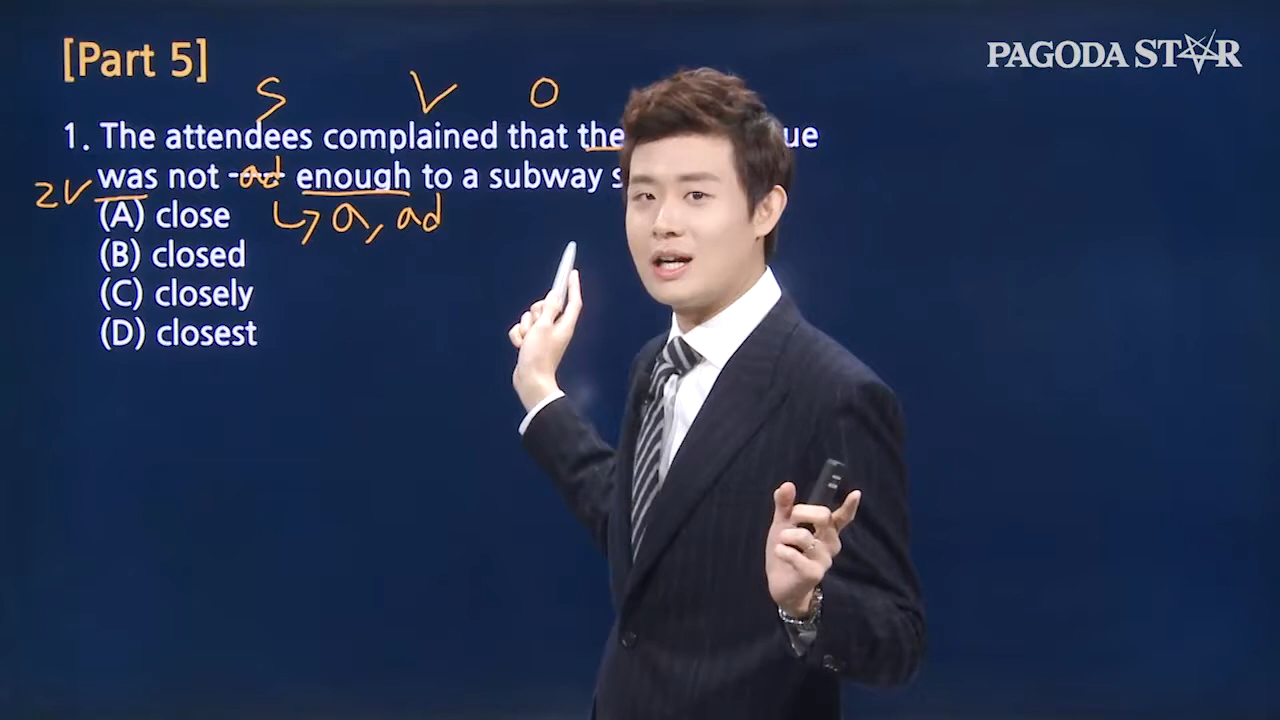 [Part 5]
PAGODA STAR
S V O
1. The attendees complained that the
2V was not ad enough to a subway
(A) close
a, ad
(B) closed
(C) closely
(D) closest